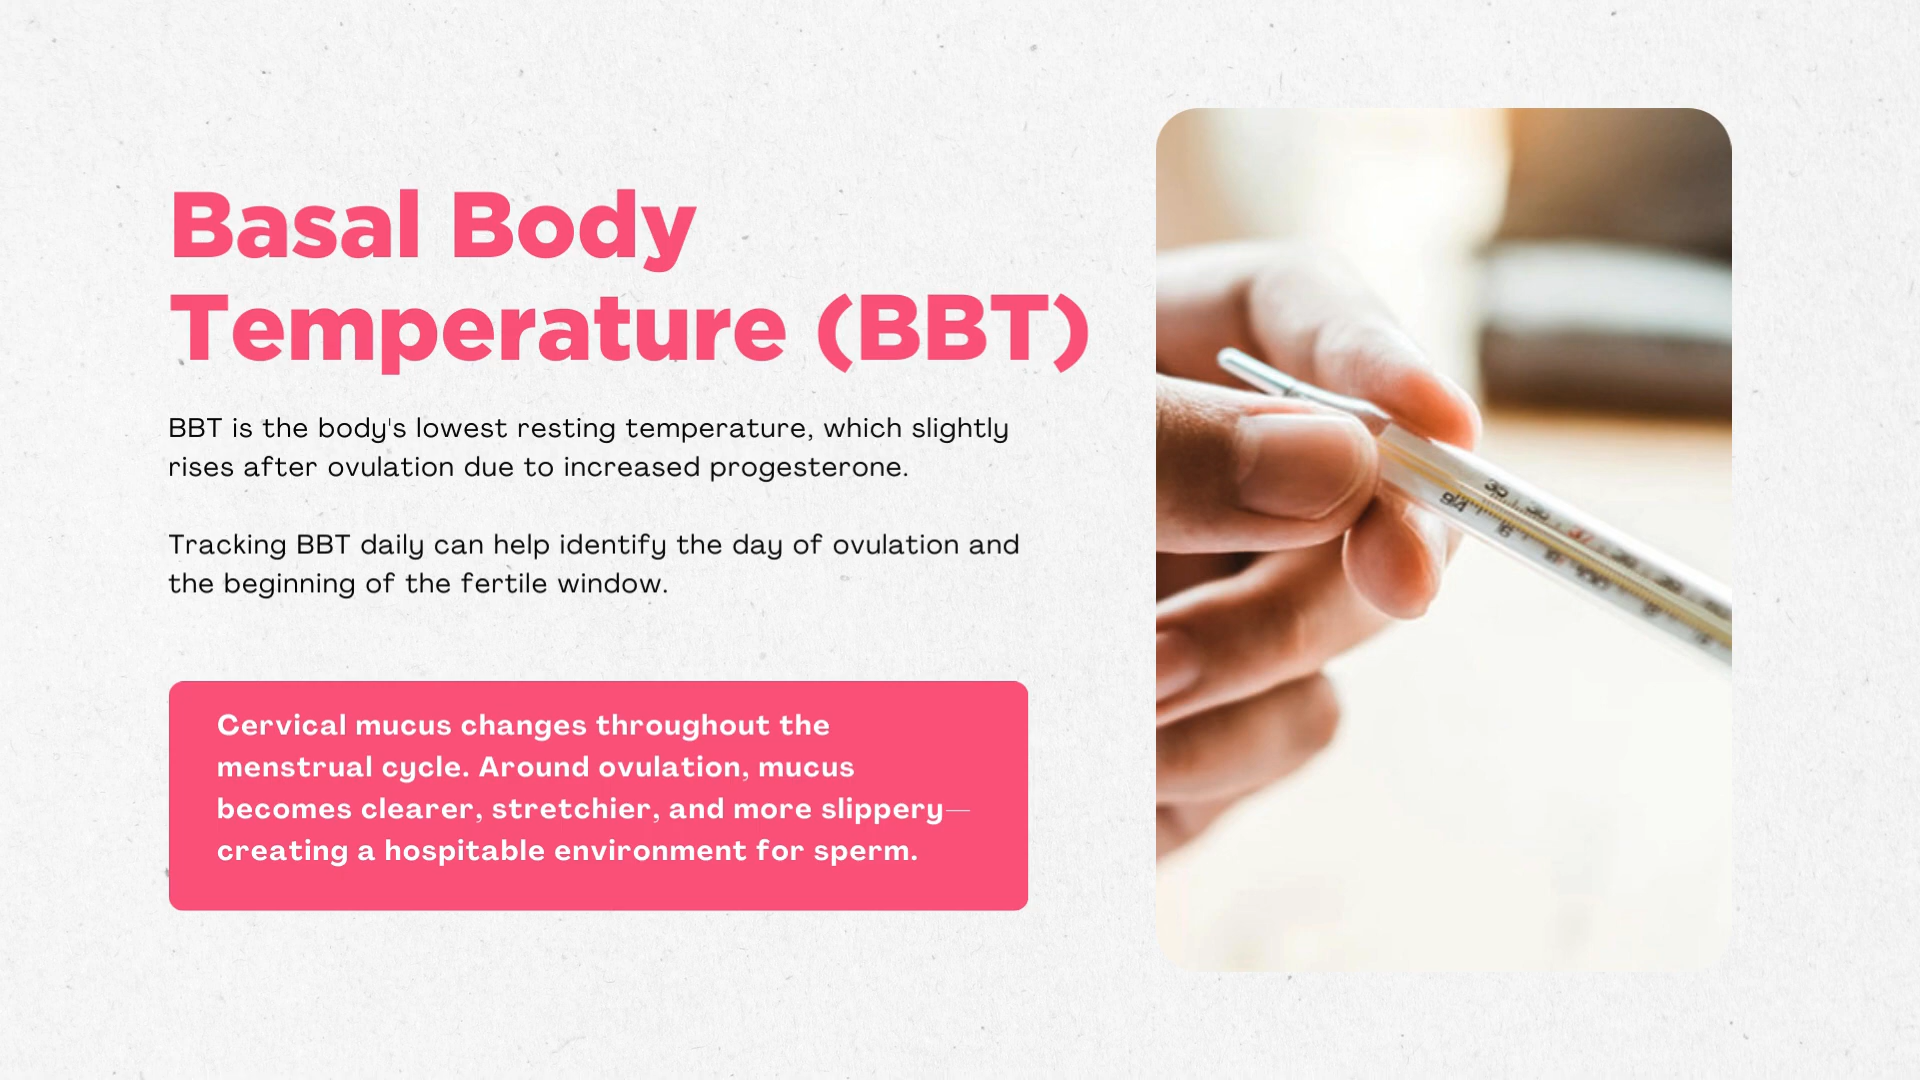 Basal Body
Temperature (BBT)
BBT is the body's lowest resting temperature, which slightly
rises after ovulation due to increased progesterone.
Tracking BBT daily can help identify the day of ovulation and
the beginning of the fertile window.
Cervical mucus changes throughout the
menstrual cycle. Around ovulation, mucus
becomes clearer, stretchier, and more slippery—
creating a hospitable environment for sperm.
35
94